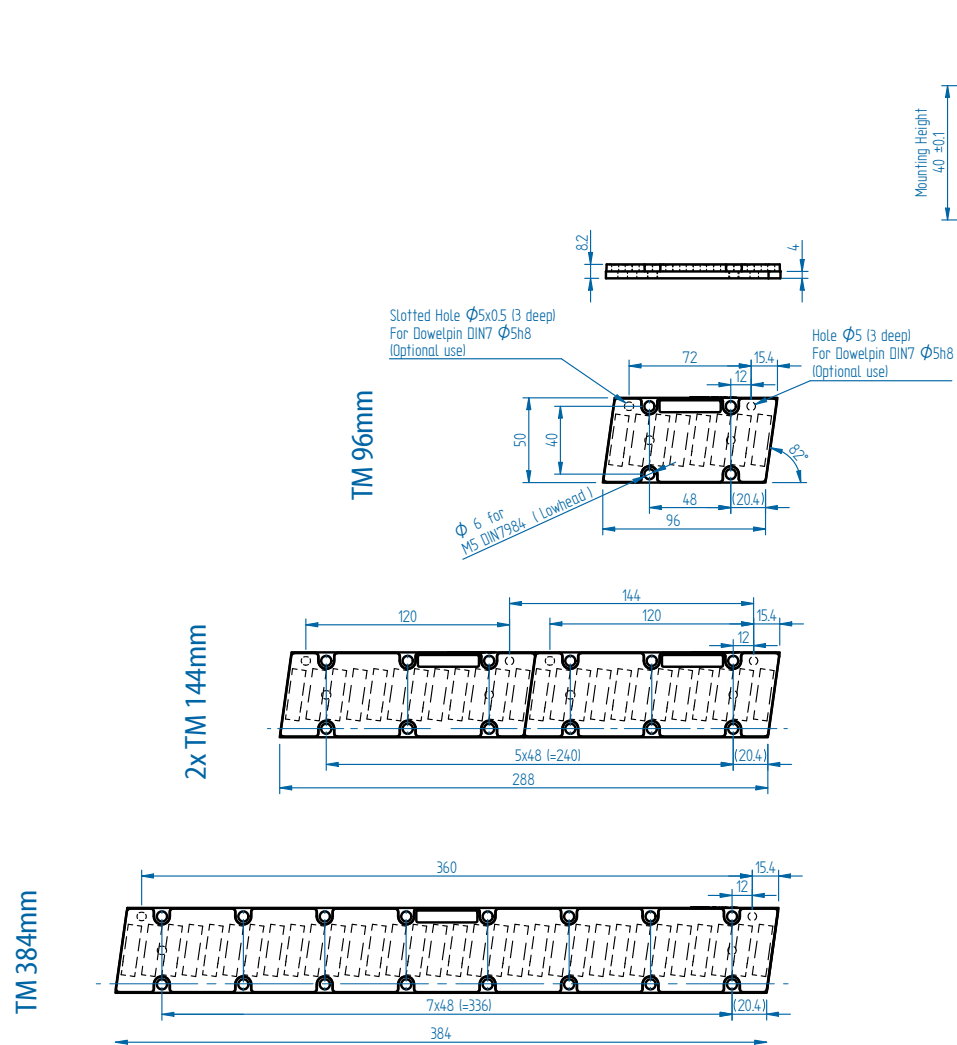 Mounting Height
40 ±0.1
8.2
4
Slotted Hole Φ5x0.5 (3 deep)
For Dowelpin DIN7 Φ5h8
(Optional use)
Hole Φ5 (3 deep)
For Dowelpin DIN7 Φ5h8
(Optional use)
72
15.4
12
TM 96mm
50
40
82°
Φ 6 for
M5 DIN7984 ( Lowhead )
48
(20.4)
96
144
120
120
15.4
12
2x TM 144mm
5x48 (=240)
(20.4)
288
360
15.4
12
TM 384mm
7x48 (=336)
(20.4)
384